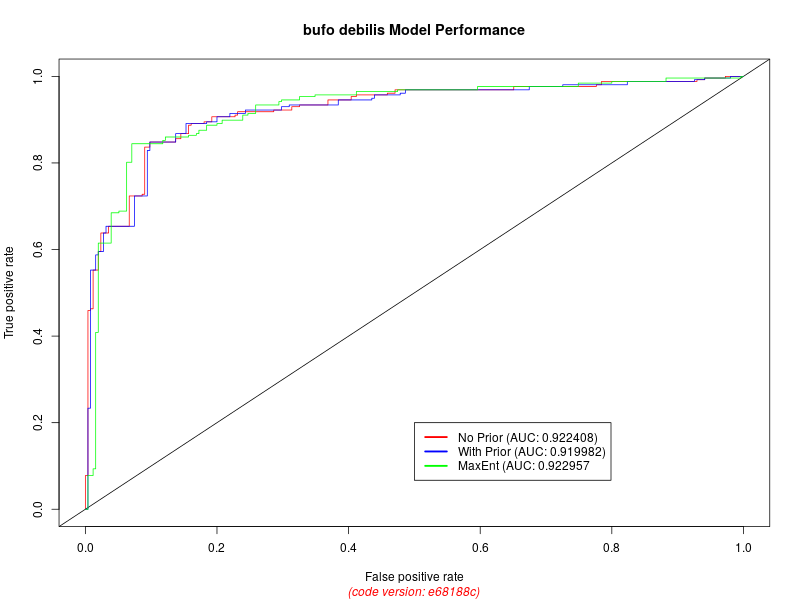 bufo debilis Model Performance
True positive rate
1.0
0.8
0.6
0.4
0.2
0.0
No Prior (AUC: 0.922408)
With Prior (AUC: 0.919982)
MaxEnt (AUC: 0.922957
0.0 0.2 0.4 0.6 0.8 1.0
False positive rate
(code version: e68188c)